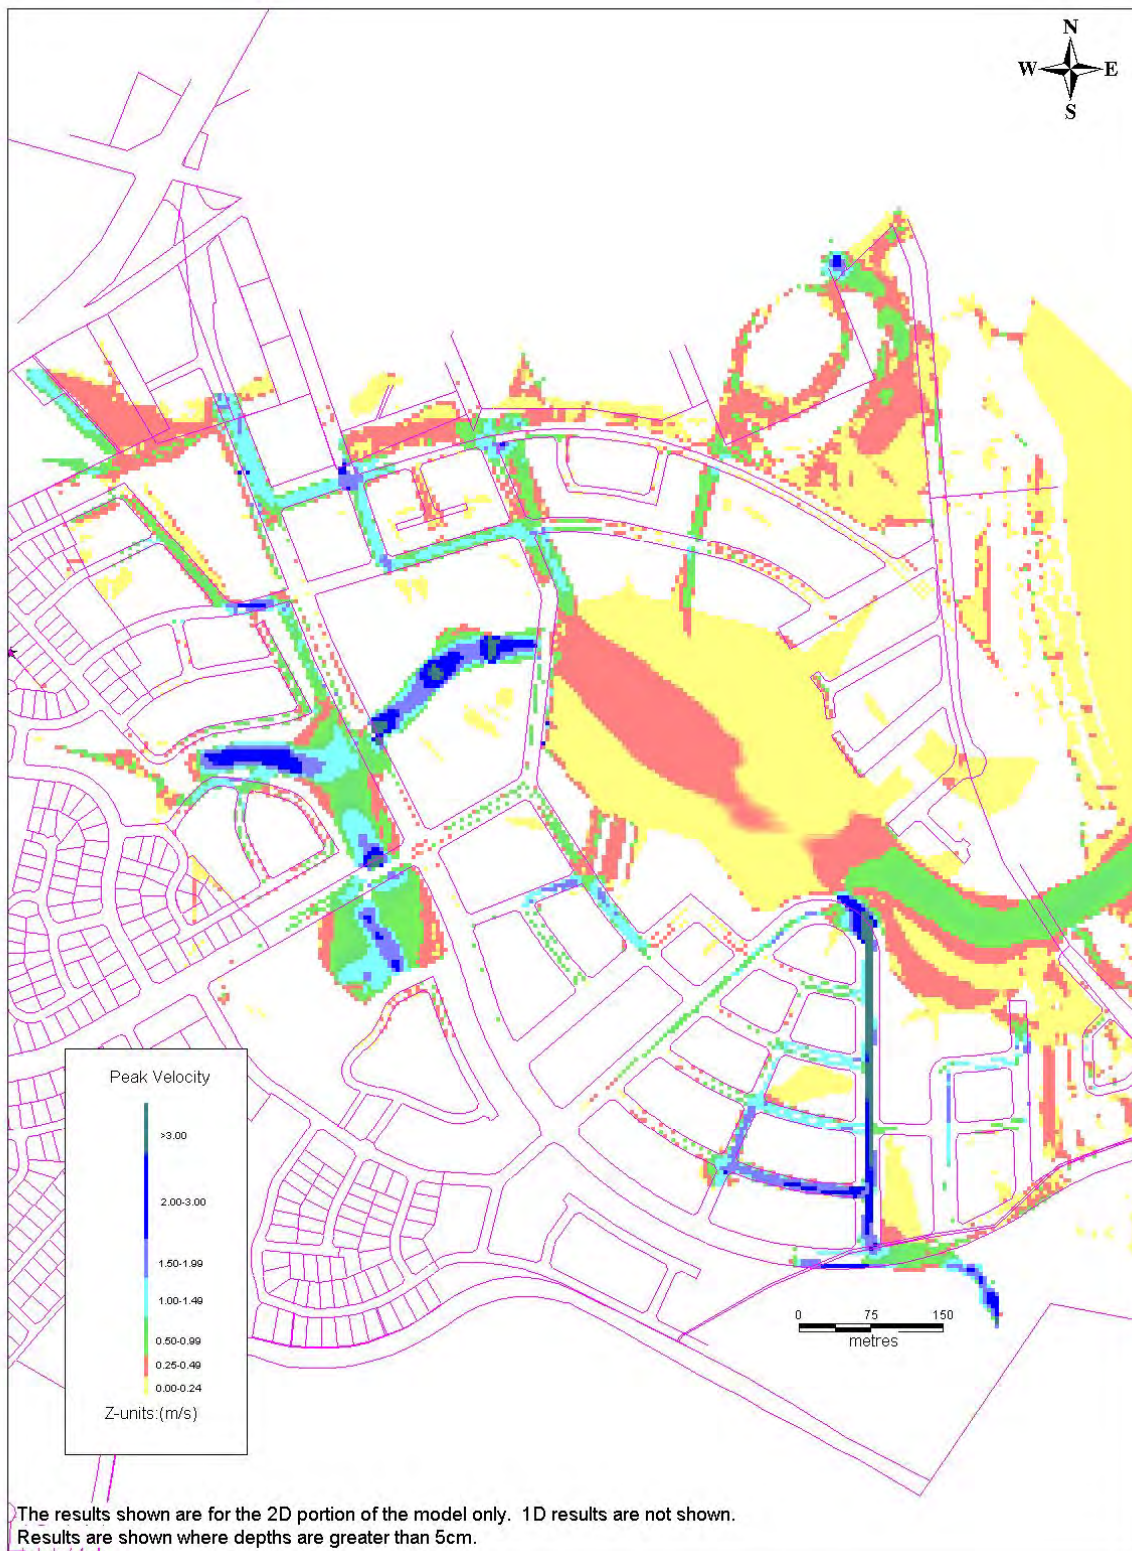 N
W E
S
Peak Velocity
>3.00
2.00-3.00
1.50-1.99
1.00-1.49
0.50-0.99
0.25-0.49
0.00-0.24
Z-units:(m/s)
0 75 150
metres
The results shown are for the 2D portion of the model only. 1D results are not shown.
Results are shown where depths are greater than 5cm.